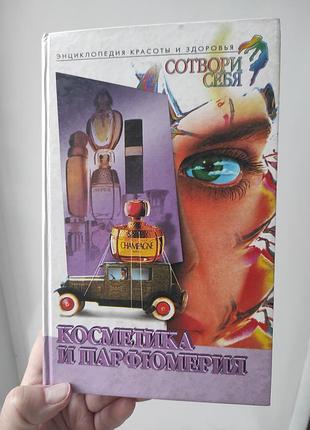 ЭНЦИКЛОПЕДИЯ КРАСОТЫ И ЗДОРОВЬЯ
СОТВОРИ
СЕБЯ
CHAMPAGNE
КОСМЕТИКА
И ПАРФЮМЕРИЯ